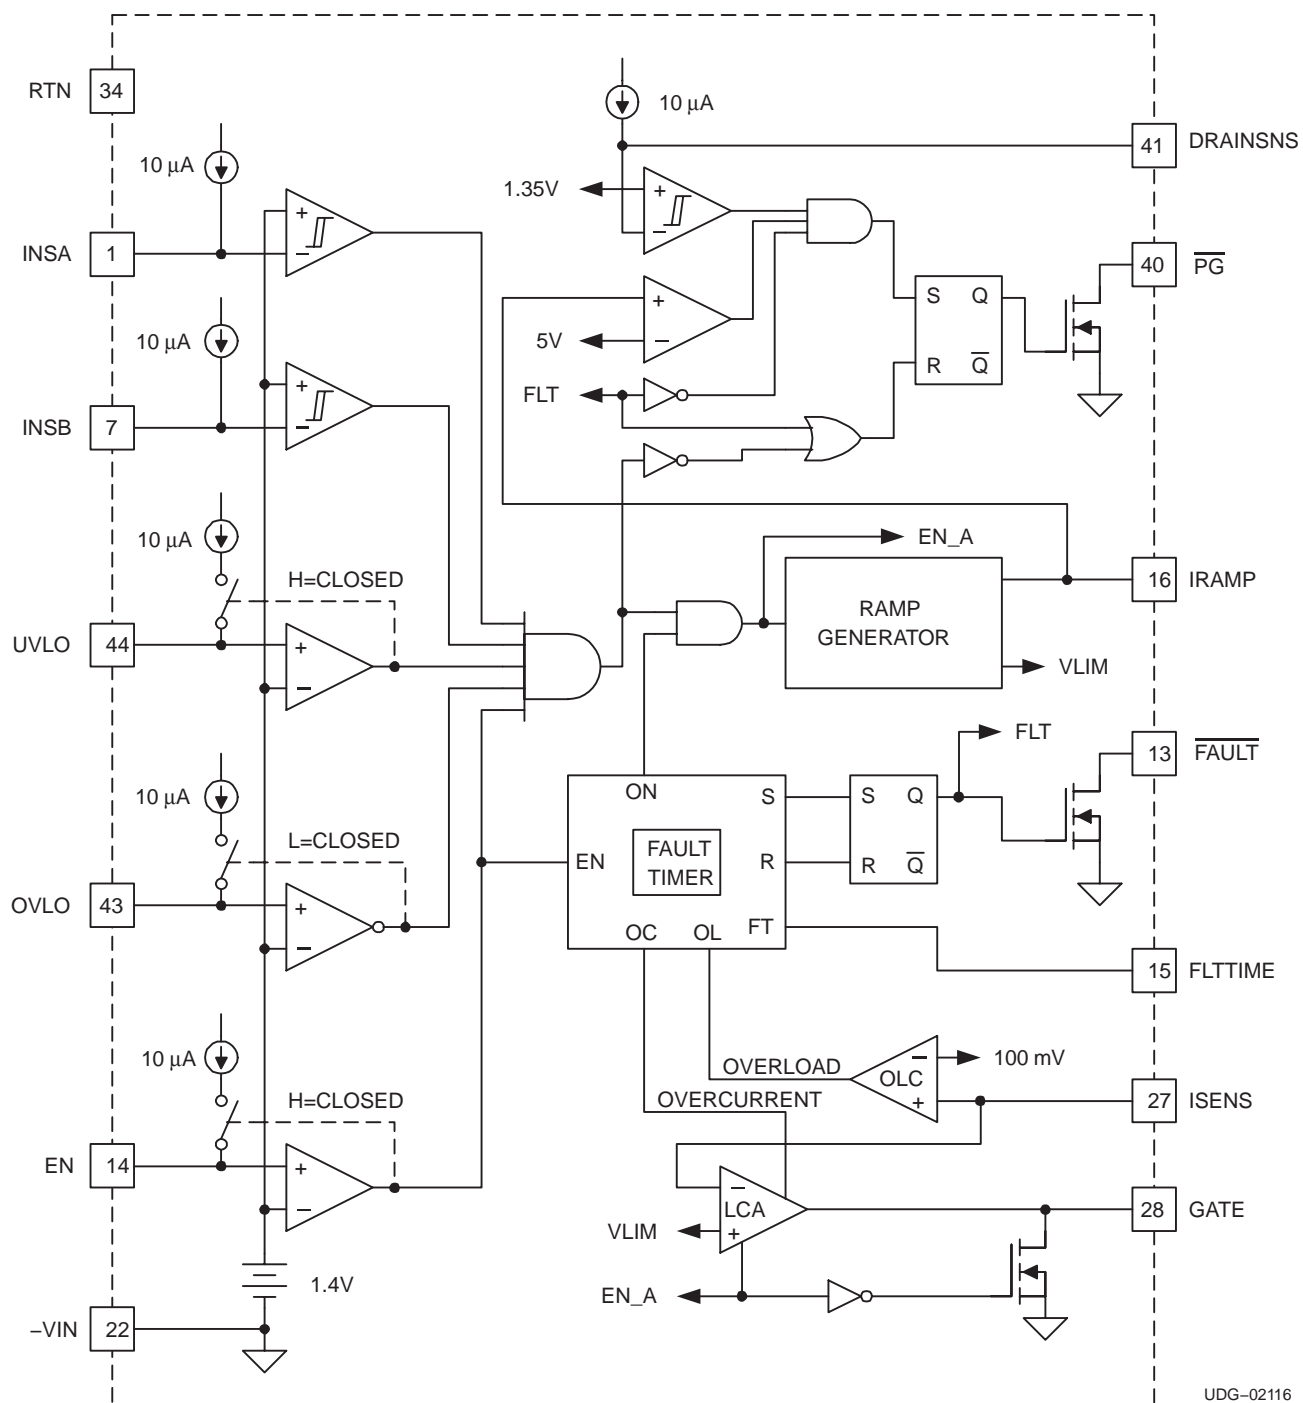 RTN 34
10 µA
10 µA
41 DRAINSNS
1.35V
+
−
INSA 1
+
−
40 PG
S Q
R Q
10 µA
+
−
5V
FLT
INSB 7
+
−
10 µA
H=CLOSED
EN_A
16 IRAMP
RAMP
GENERATOR
UVLO 44
+
−
VLIM
FLT
13 FAULT
10 µA
L=CLOSED
ON
S
S Q
FAULT
TIMER
EN
R
R Q
OVLO 43
+
−
OC OL FT
15 FLTTIME
10 µA
H=CLOSED
OVERLOAD
−
OLC
+
100 mV
OVERCURRENT
27 ISENS
EN 14
+
−
−
LCA
+
28 GATE
VLIM
1.4V
EN_A
−VIN 22
UDG−02116